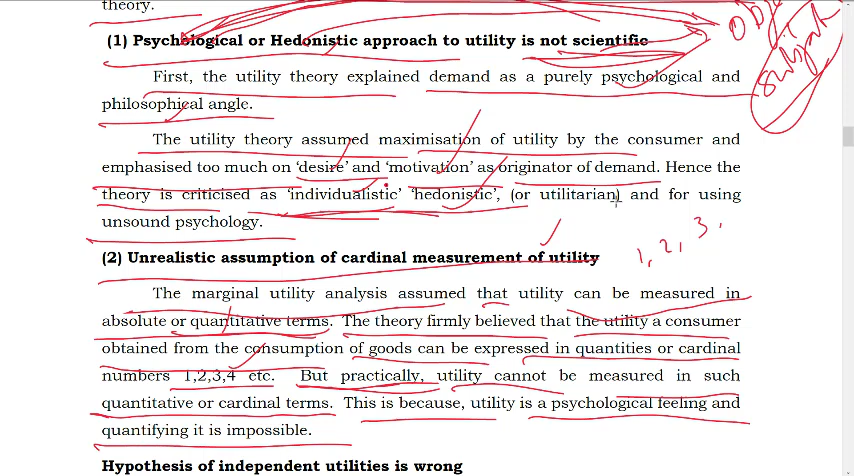 theory.
(1) Psychological or Hedonistic approach to utility is not scientific
First, the utility theory explained demand as a purely psychological and
philosophical angle.
The utility theory assumed maximisation of utility by the consumer and
emphasised too much on ‘desire’ and ‘motivation’ as originator of demand. Hence the
theory is criticised as ‘individualistic’ ‘hedonistic’, (or utilitarian) and for using
unsound psychology.
(2) Unrealistic assumption of cardinal measurement of utility
1, 2, 3,
The marginal utility analysis assumed that utility can be measured in
absolute or quantitative terms. The theory firmly believed that the utility a consumer
obtained from the consumption of goods can be expressed in quantities or cardinal
numbers 1,2,3,4 etc. But practically, utility cannot be measured in such
quantitative or cardinal terms. This is because, utility is a psychological feeling and
quantifying it is impossible.
Hypothesis of independent utilities is wrong